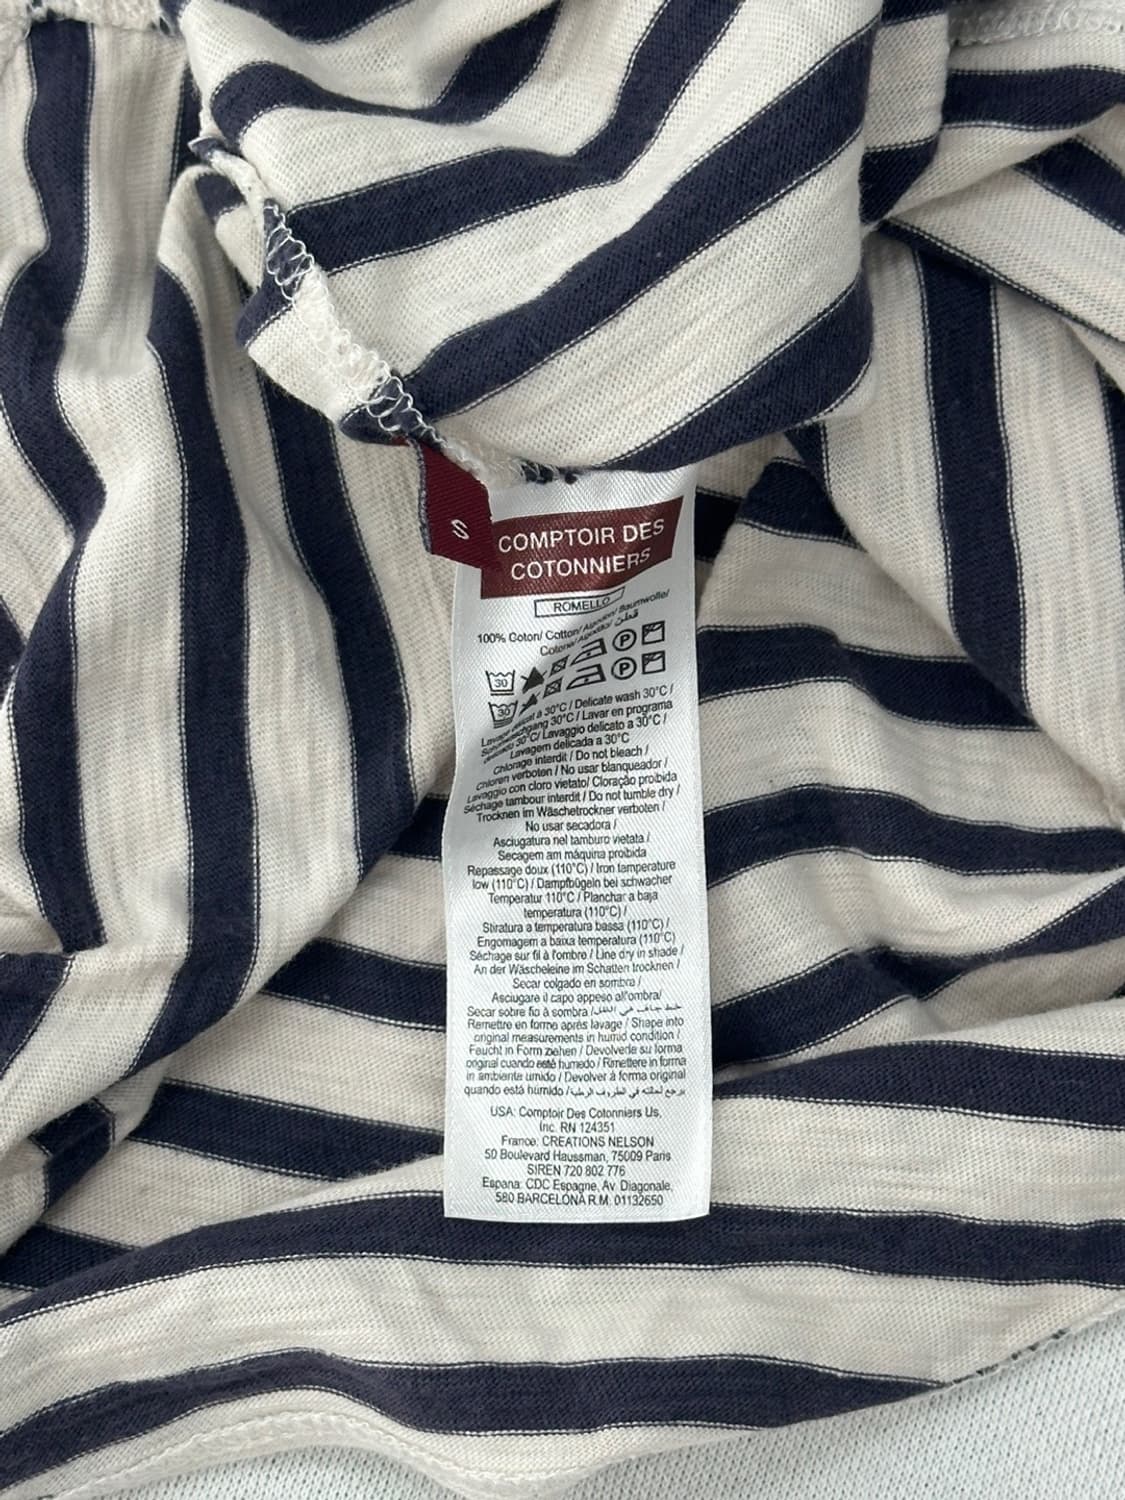 S
COMPTOIR DES
COTONNIERS
ROMELLO
100% Coton/ Cotton/ Algodon/ Baumwolle/
Cotone/ Algodão/ قطن
30 P
30 P
Lavage délicat à 30°C / Delicate wash 30°C /
Schonwaschgang 30°C / Lavar en programa
delicado 30°C/ Lavaggio delicato a 30°C /
Lavagem delicada a 30°C
Chlorage interdit / Do not bleach /
Chloren verboten / No usar blanqueador /
Lavaggio con cloro vietato/ Cloração proibida
Séchage tambour interdit / Do not tumble dry /
Trocknen im Wäschetrockner verboten /
No usar secadora /
Asciugatura nel tamburo vietata /
Secagem am máquina proibida
Repassage doux (110°C) / Iron temperature
low (110°C) / Dampfbügeln bei schwacher
Temperatur 110°C / Planchar a baja
temperatura (110°C) /
Stiratura a temperatura bassa (110°C) /
Engomagem a baixa temperatura (110°C)
Séchage sur fil à l'ombre / Line dry in shade /
An der Wäscheleine im Schatten trocknen /
Secar colgado en sombra /
Asciugare il capo appeso all'ombra/
Secar sobre fio à sombra /
Remettre en forme après lavage / Shape into
original measurements in humid condition /
Feucht in Form ziehen / Devolverle su forma
original cuando esté humedo / Rimettere in forma
in ambiente umido / Devolver à forma original
quando está húmido /
USA: Comptoir Des Cotonniers Us,
Inc. RN 124351
France: CREATIONS NELSON
50 Boulevard Haussman, 75009 Paris
SIREN 720 802 776
Espana: CDC Espagne, Av. Diagonale,
580 BARCELONA R.M. 01132650